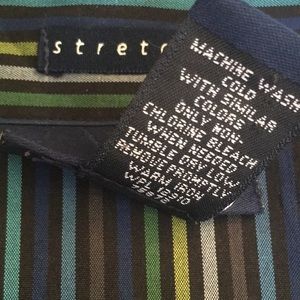 stretc
MACHINE WASH
COLD
WITH SIMILAR
COLORS
ONLY NON-
CHLORINE BLEACH
WHEN NEEDED
TUMBLE DRY LOW
REMOVE PROMPTLY
WARM IRON